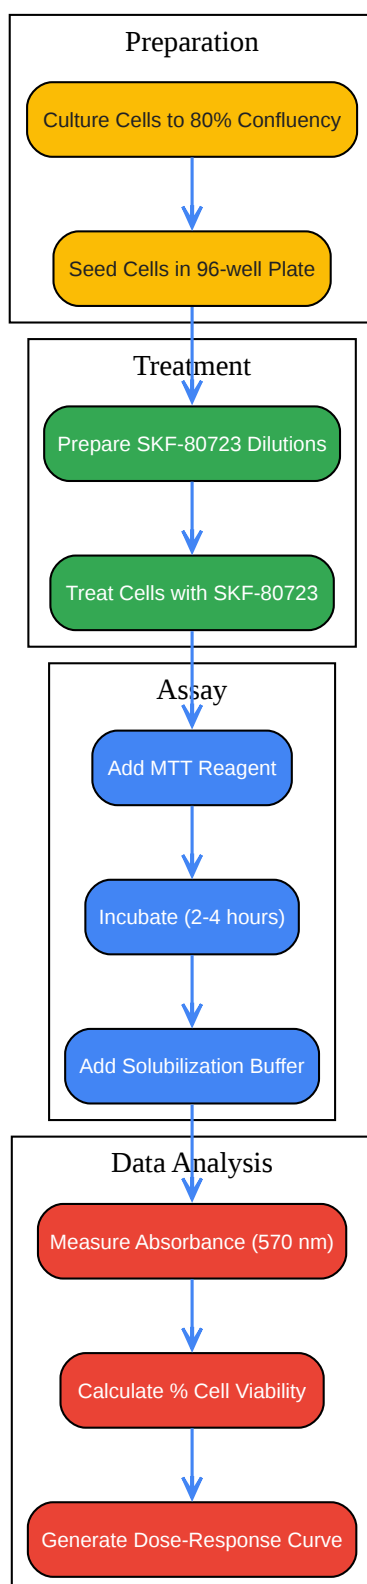 Preparation
Culture Cells to 80% Confluency
Seed Cells in 96-well Plate
Treatment
Prepare SKF-80723 Dilutions
Treat Cells with SKF-80723
Assay
Add MTT Reagent
Incubate (2-4 hours)
Add Solubilization Buffer
Data Analysis
Measure Absorbance (570 nm)
Calculate % Cell Viability
Generate Dose-Response Curve